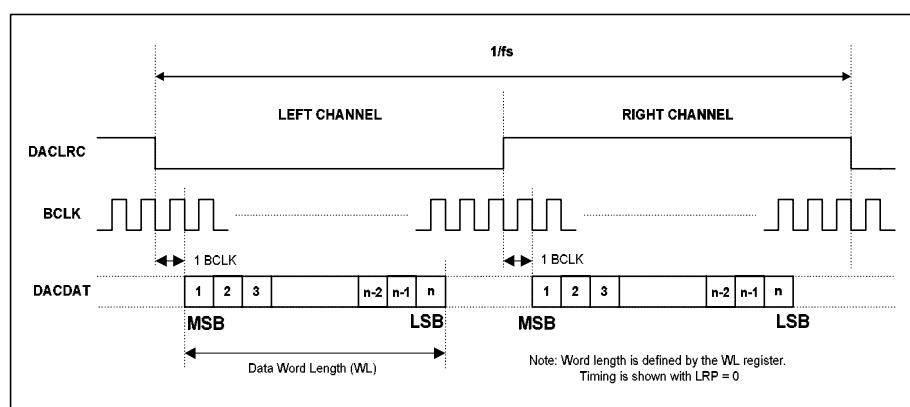 1/fs
LEFT CHANNEL RIGHT CHANNEL
DACLRC
BCLK
1 BCLK 1 BCLK
DACDAT 1 2 3 n-2 n-1 n 1 2 3 n-2 n-1 n
MSB LSB MSB LSB
Data Word Length (WL)
Note: Word length is defined by the WL register.
Timing is shown with LRP = 0